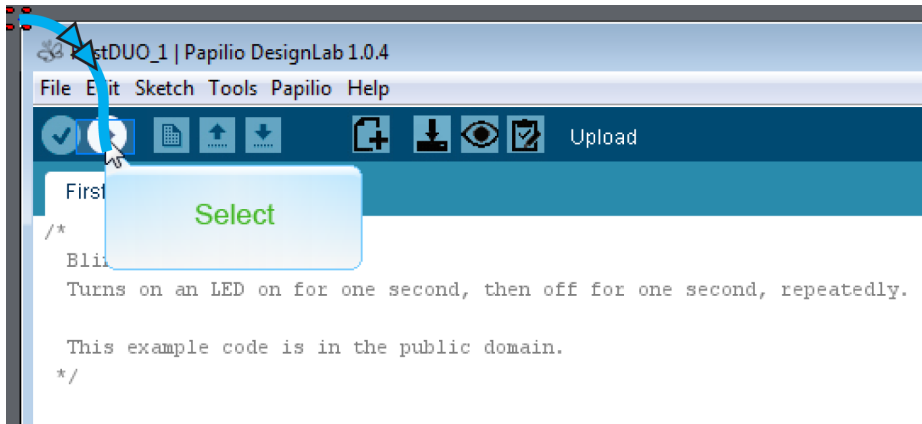 stDUO_1 | Papilio DesignLab 1.0.4
File Edit Sketch Tools Papilio Help
Upload
First
Select
/*
Turns on an LED on for one second, then off for one second, repeatedly.
This example code is in the public domain.
*/